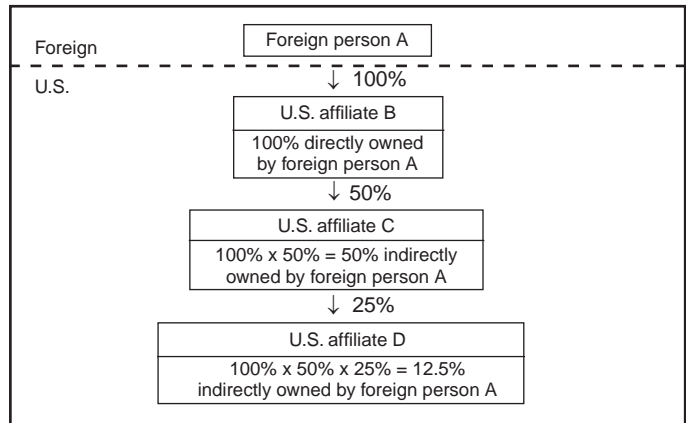 Foreign person A
Foreign
↓ 100%
U.S.
U.S. affiliate B
100% directly owned
by foreign person A
↓ 50%
U.S. affiliate C
100% x 50% = 50% indirectly
owned by foreign person A
↓ 25%
U.S. affiliate D
100% x 50% x 25% = 12.5%
indirectly owned by foreign person A